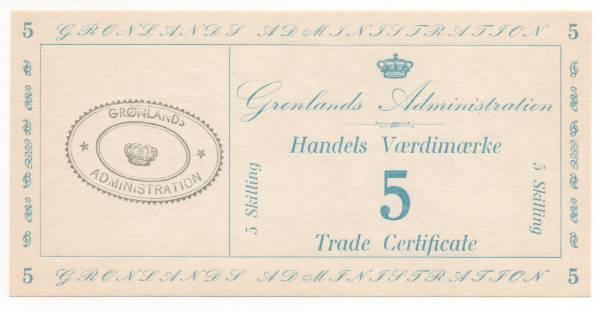 5 GRØNLANDS ADMINISTRATION 5
GRØNLANDS
ADMINISTRATION
Grønlands Administration
Handels Værdimærke
5 Skilling
5
5 Skilling
Trade Certificate
5 GRØNLANDS ADMINISTRATION 5